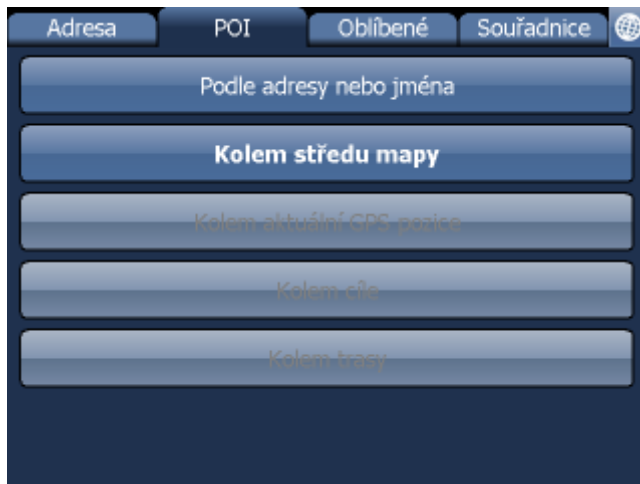 Adresa
POI
Oblíbené
Souřadnice
Podle adresy nebo jména
Kolem středu mapy
Kolem aktuální GPS pozice
Kolem cíle
Kolem trasy